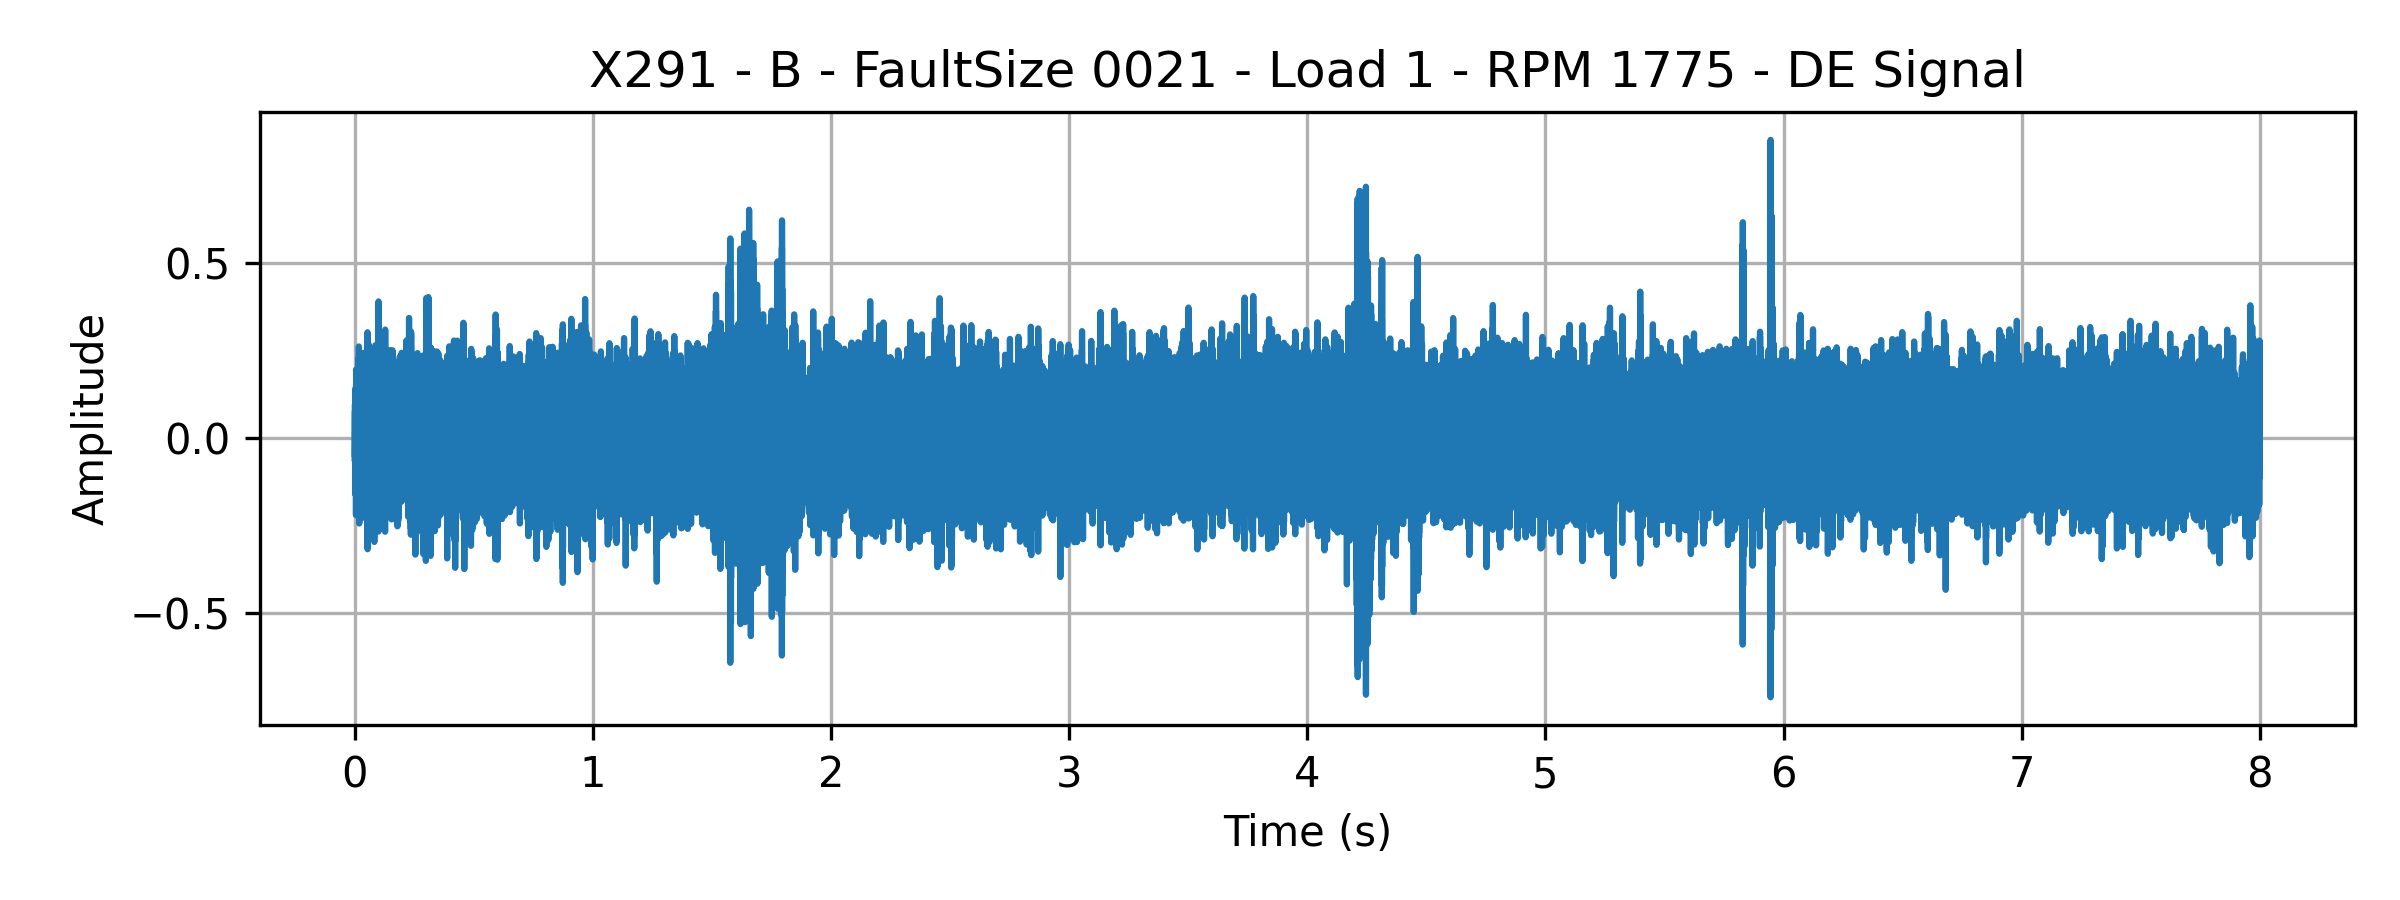 X291 - B - FaultSize 0021 - Load 1 - RPM 1775 - DE Signal
Amplitude
0.5
0.0
−0.5
0 1 2 3 4 5 6 7 8
Time (s)